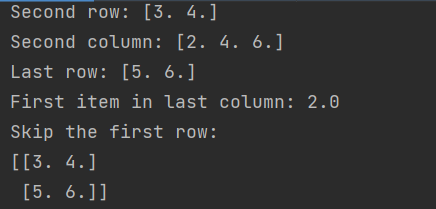 Second row: [3. 4.]
Second column: [2. 4. 6.]
Last row: [5. 6.]
First item in last column: 2.0
Skip the first row:
[[3. 4.]
 [5. 6.]]